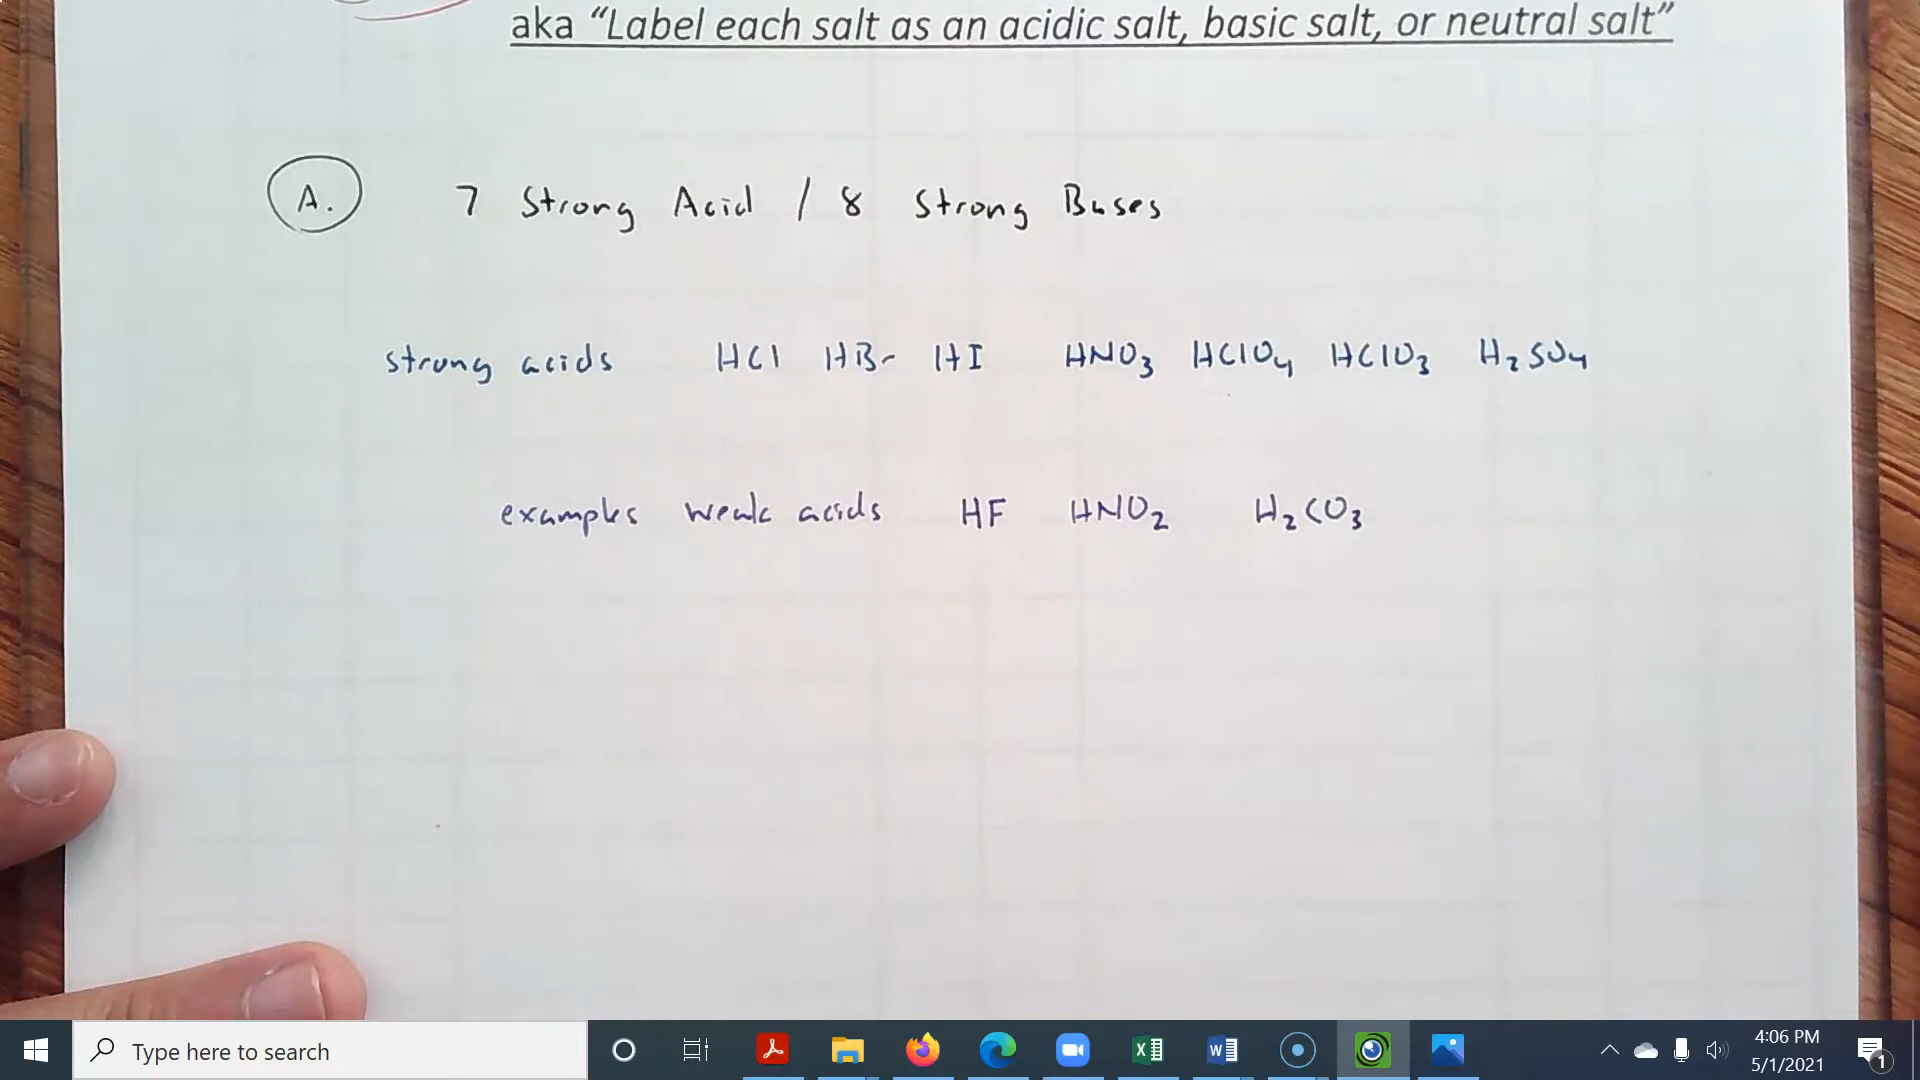 aka “Label each salt as an acidic salt, basic salt, or neutral salt”
A. 7 Strong Acid / 8 Strong Bases
strong acids HCl HBr HI HNO₃ HClO₄ HClO₃ H₂SO₄
examples weak acids HF HNO₂ H₂CO₃
Type here to search
4:06 PM
5/1/2021
1